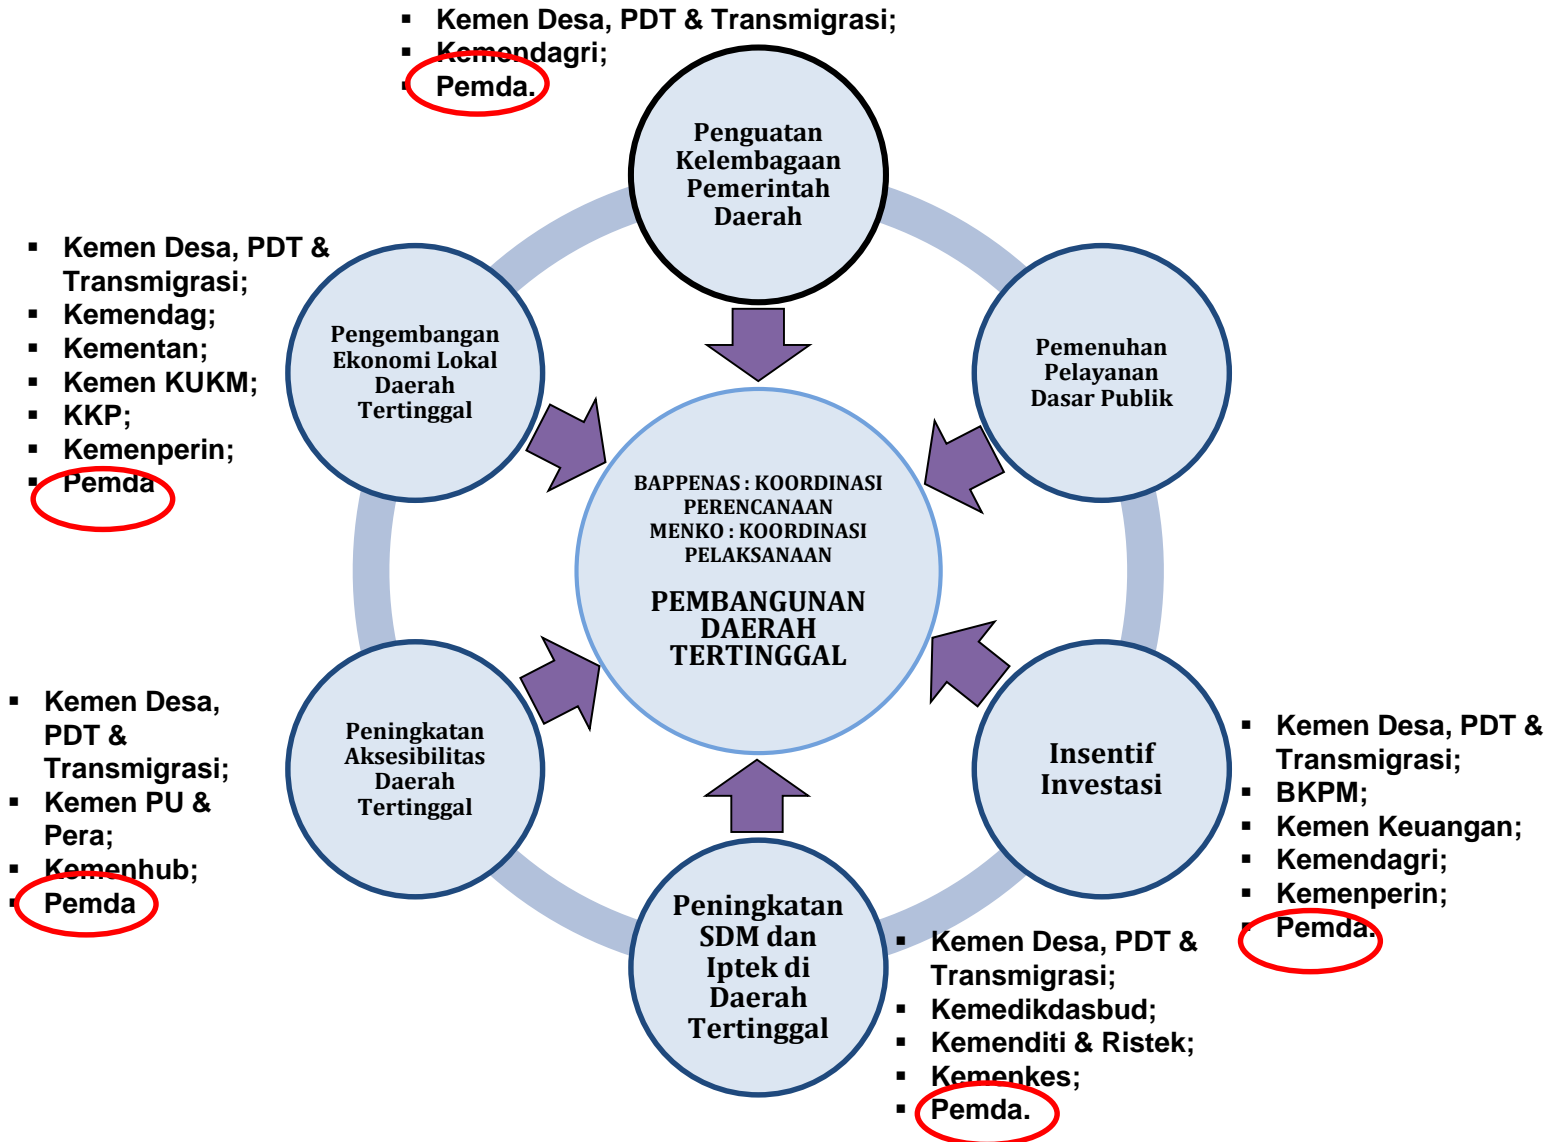 ▪ Kemen Desa, PDT & Transmigrasi;
▪ Kemendagri;
▪ Pemda.
Penguatan
Kelembagaan
Pemerintah
Daerah
▪ Kemen Desa, PDT &
Transmigrasi;
▪ Kemendag;
▪ Kementan;
▪ Kemen KUKM;
▪ KKP;
▪ Kemenperin;
▪ Pemda
Pengembangan
Ekonomi Lokal
Daerah
Tertinggal
Pemenuhan
Pelayanan
Dasar Publik
BAPPENAS : KOORDINASI
PERENCANAAN
MENKO : KOORDINASI
PELAKSANAAN
PEMBANGUNAN
DAERAH
TERTINGGAL
▪ Kemen Desa,
PDT &
Transmigrasi;
▪ Kemen PU &
Pera;
▪ Kemenhub;
▪ Pemda
Peningkatan
Aksesibilitas
Daerah
Tertinggal
Insentif
Investasi
▪ Kemen Desa, PDT &
Transmigrasi;
▪ BKPM;
▪ Kemen Keuangan;
▪ Kemendagri;
▪ Kemenperin;
▪ Pemda.
Peningkatan
SDM dan
Iptek di
Daerah
Tertinggal
▪ Kemen Desa, PDT &
Transmigrasi;
▪ Kemedikdasbud;
▪ Kemenditi & Ristek;
▪ Kemenkes;
▪ Pemda.